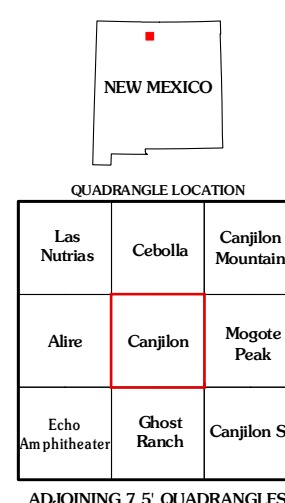 NEW MEXICO
QUADRANGLE LOCATION
Las Nutrias
Cebolla
Canjilon Mountain
Alire
Canjilon
Mogote Peak
Echo Amphitheater
Ghost Ranch
Canjilon S
ADJOINING 7.5' QUADRANGLES